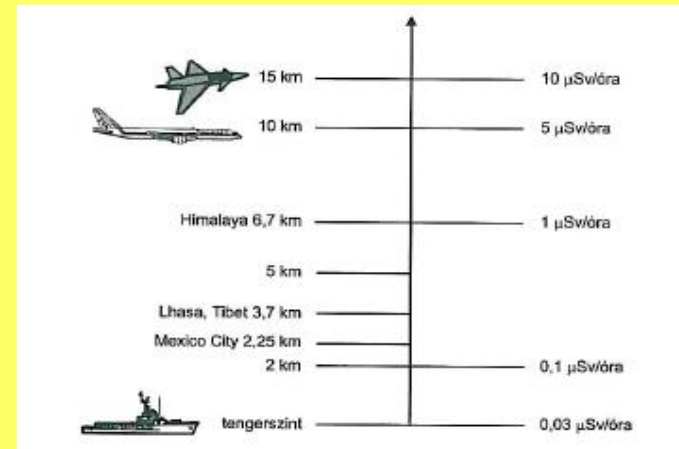 15 km 10 µSv/óra
10 km 5 µSv/óra
Himalaya 6,7 km 1 µSv/óra
5 km
Lhasa, Tibet 3,7 km
Mexico City 2,25 km
2 km 0,1 µSv/óra
tengerszint 0,03 µSv/óra